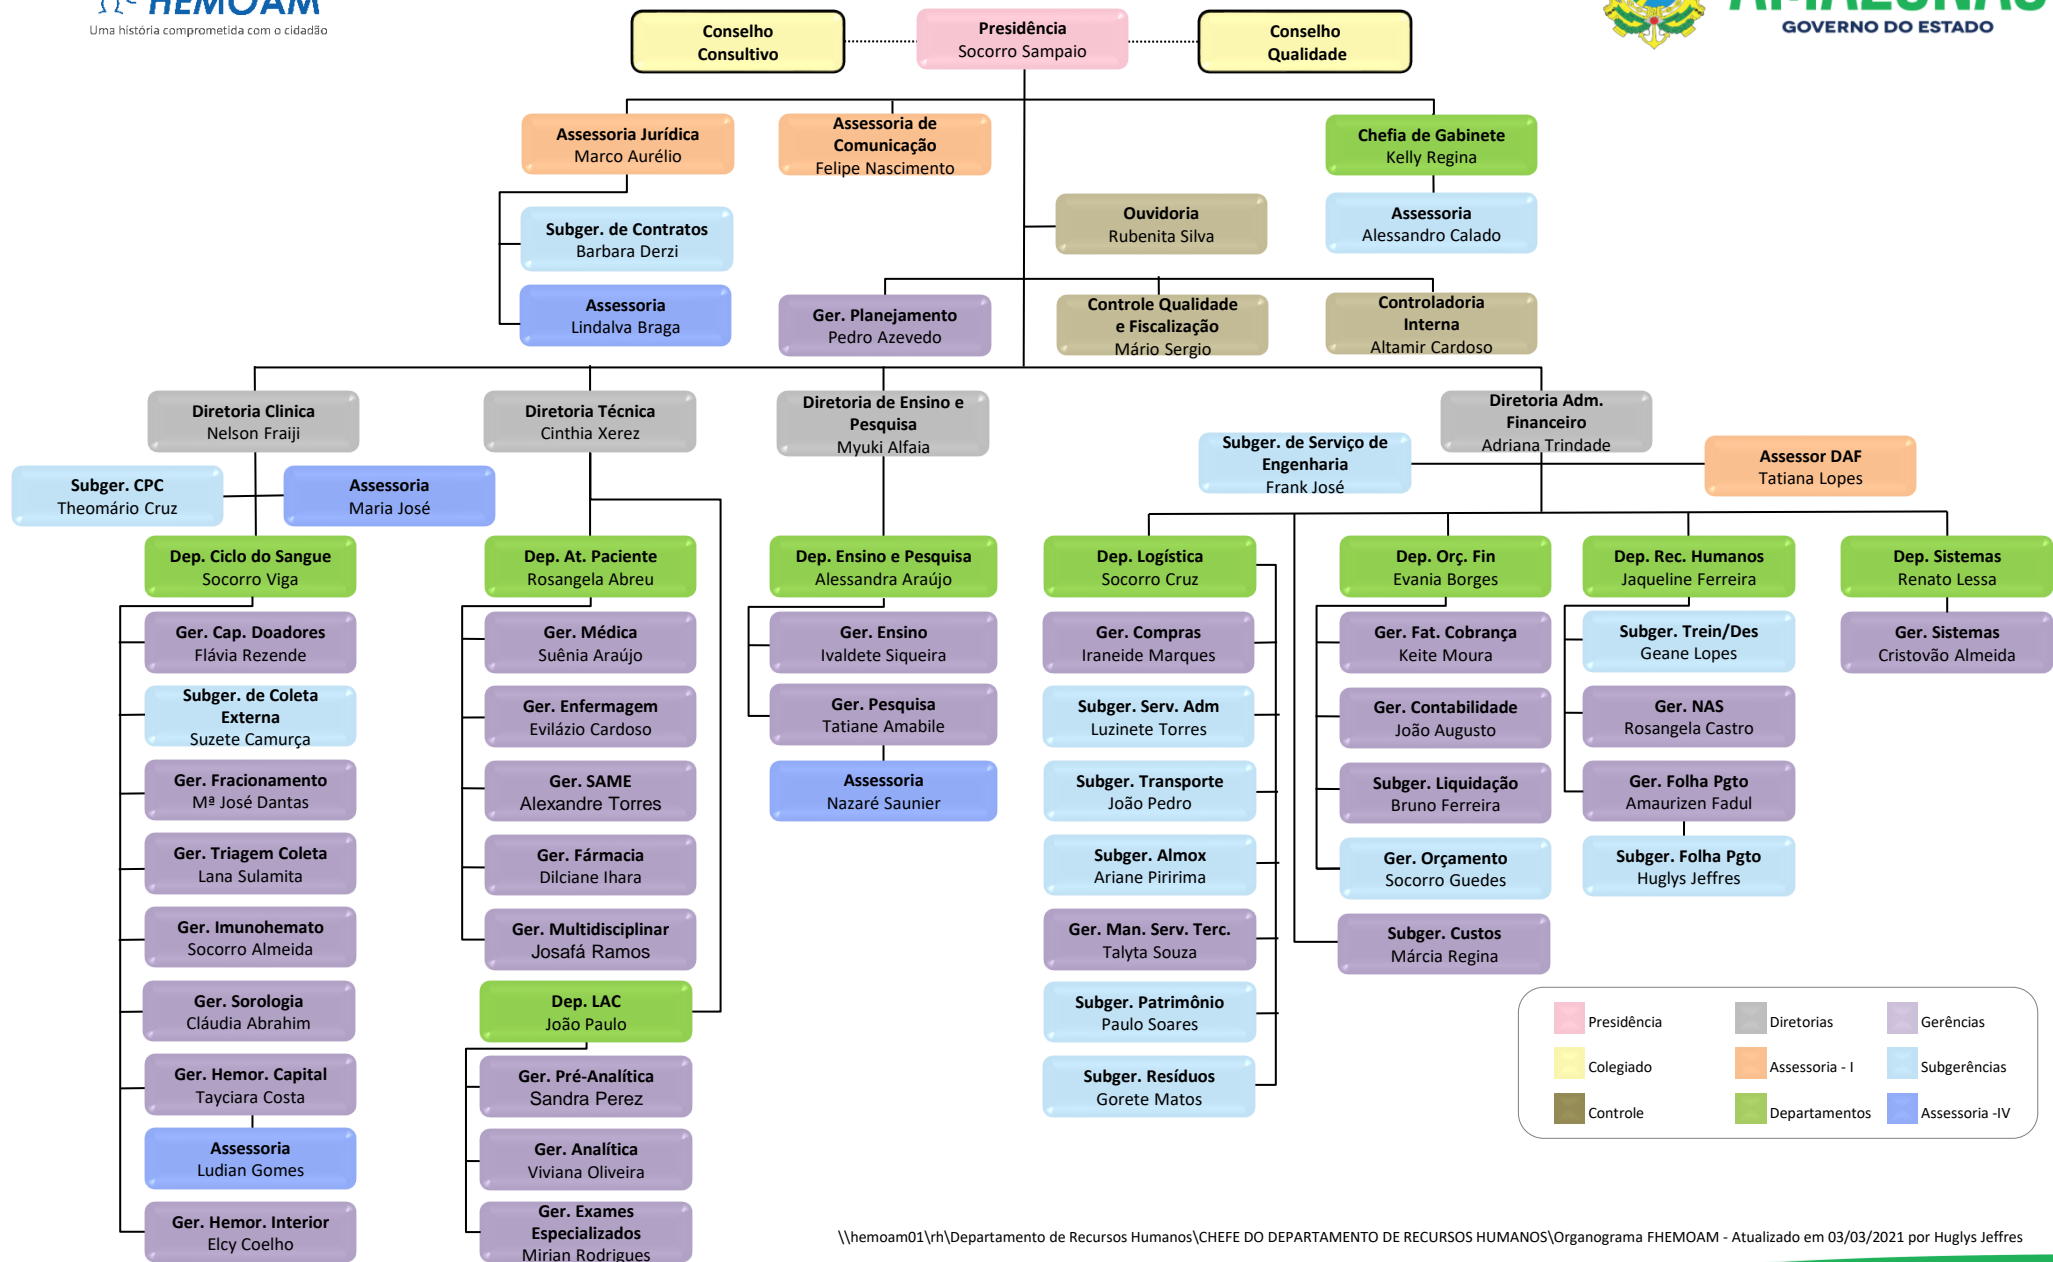 HEMOAM
Uma história comprometida com o cidadão
AMAZONAS
GOVERNO DO ESTADO
Conselho
Consultivo
Presidência
Socorro Sampaio
Conselho
Qualidade
Assessoria Jurídica
Marco Aurélio
Assessoria de
Comunicação
Felipe Nascimento
Chefia de Gabinete
Kelly Regina
Subger. de Contratos
Barbara Derzi
Ouvidoria
Rubenita Silva
Assessoria
Alessandro Calado
Assessoria
Lindalva Braga
Ger. Planejamento
Pedro Azevedo
Controle Qualidade
e Fiscalização
Mário Sergio
Controladoria
Interna
Altamir Cardoso
Diretoria Clinica
Nelson Fraiji
Diretoria Técnica
Cinthia Xerez
Diretoria de Ensino e
Pesquisa
Myuki Alfaia
Diretoria Adm.
Financeiro
Adriana Trindade
Subger. CPC
Theomário Cruz
Assessoria
Maria José
Subger. de Serviço de
Engenharia
Frank José
Assessor DAF
Tatiana Lopes
Dep. Ciclo do Sangue
Socorro Viga
Dep. At. Paciente
Rosangela Abreu
Dep. Ensino e Pesquisa
Alessandra Araújo
Dep. Logística
Socorro Cruz
Dep. Orç. Fin
Evania Borges
Dep. Rec. Humanos
Jaqueline Ferreira
Dep. Sistemas
Renato Lessa
Ger. Cap. Doadores
Flávia Rezende
Ger. Médica
Suênia Araújo
Ger. Ensino
Ivaldete Siqueira
Ger. Compras
Iraneide Marques
Ger. Fat. Cobrança
Keite Moura
Subger. Trein/Des
Geane Lopes
Ger. Sistemas
Cristovão Almeida
Subger. de Coleta
Externa
Suzete Camurça
Ger. Enfermagem
Evilázio Cardoso
Ger. Pesquisa
Tatiane Amabile
Subger. Serv. Adm
Luzinete Torres
Ger. Contabilidade
João Augusto
Ger. NAS
Rosangela Castro
Ger. Fracionamento
Mª José Dantas
Ger. SAME
Alexandre Torres
Assessoria
Nazaré Saunier
Subger. Transporte
João Pedro
Subger. Liquidação
Bruno Ferreira
Ger. Folha Pgto
Amaurizen Fadul
Ger. Triagem Coleta
Lana Sulamita
Ger. Fármacia
Dilciane Ihara
Subger. Almox
Ariane Piririma
Ger. Orçamento
Socorro Guedes
Subger. Folha Pgto
Huglys Jeffres
Ger. Imunohemato
Socorro Almeida
Ger. Multidisciplinar
Josafá Ramos
Ger. Man. Serv. Terc.
Talyta Souza
Subger. Custos
Márcia Regina
Ger. Sorologia
Cláudia Abrahim
Dep. LAC
João Paulo
Subger. Patrimônio
Paulo Soares
Ger. Hemor. Capital
Tayciara Costa
Ger. Pré-Analítica
Sandra Perez
Subger. Resíduos
Gorete Matos
Assessoria
Ludian Gomes
Ger. Analítica
Viviana Oliveira
Ger. Hemor. Interior
Elcy Coelho
Ger. Exames
Especializados
Mirian Rodrigues
Presidência
Diretorias
Gerências
Colegiado
Assessoria - I
Subgerências
Controle
Departamentos
Assessoria -IV
\\hemoam01\rh\Departamento de Recursos Humanos\CHEFE DO DEPARTAMENTO DE RECURSOS HUMANOS\Organograma FHEMOAM - Atualizado em 03/03/2021 por Huglys Jeffres